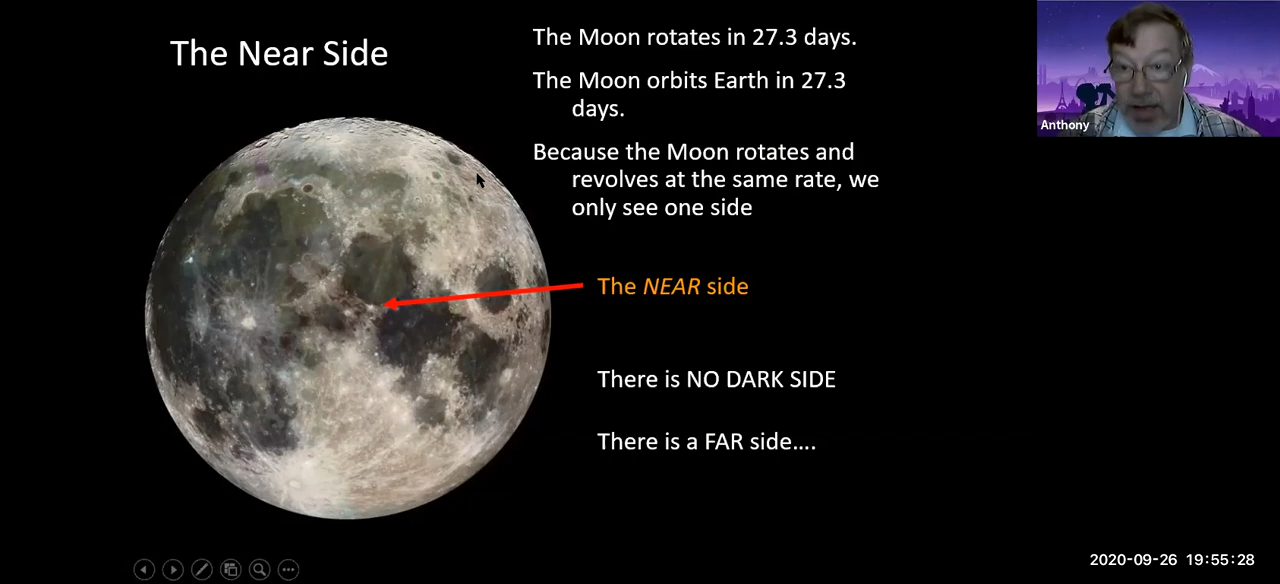 The Near Side
The Moon rotates in 27.3 days.
The Moon orbits Earth in 27.3
days.
Because the Moon rotates and
revolves at the same rate, we
only see one side
The NEAR side
There is NO DARK SIDE
There is a FAR side....
Anthony
2020-09-26 19:55:28